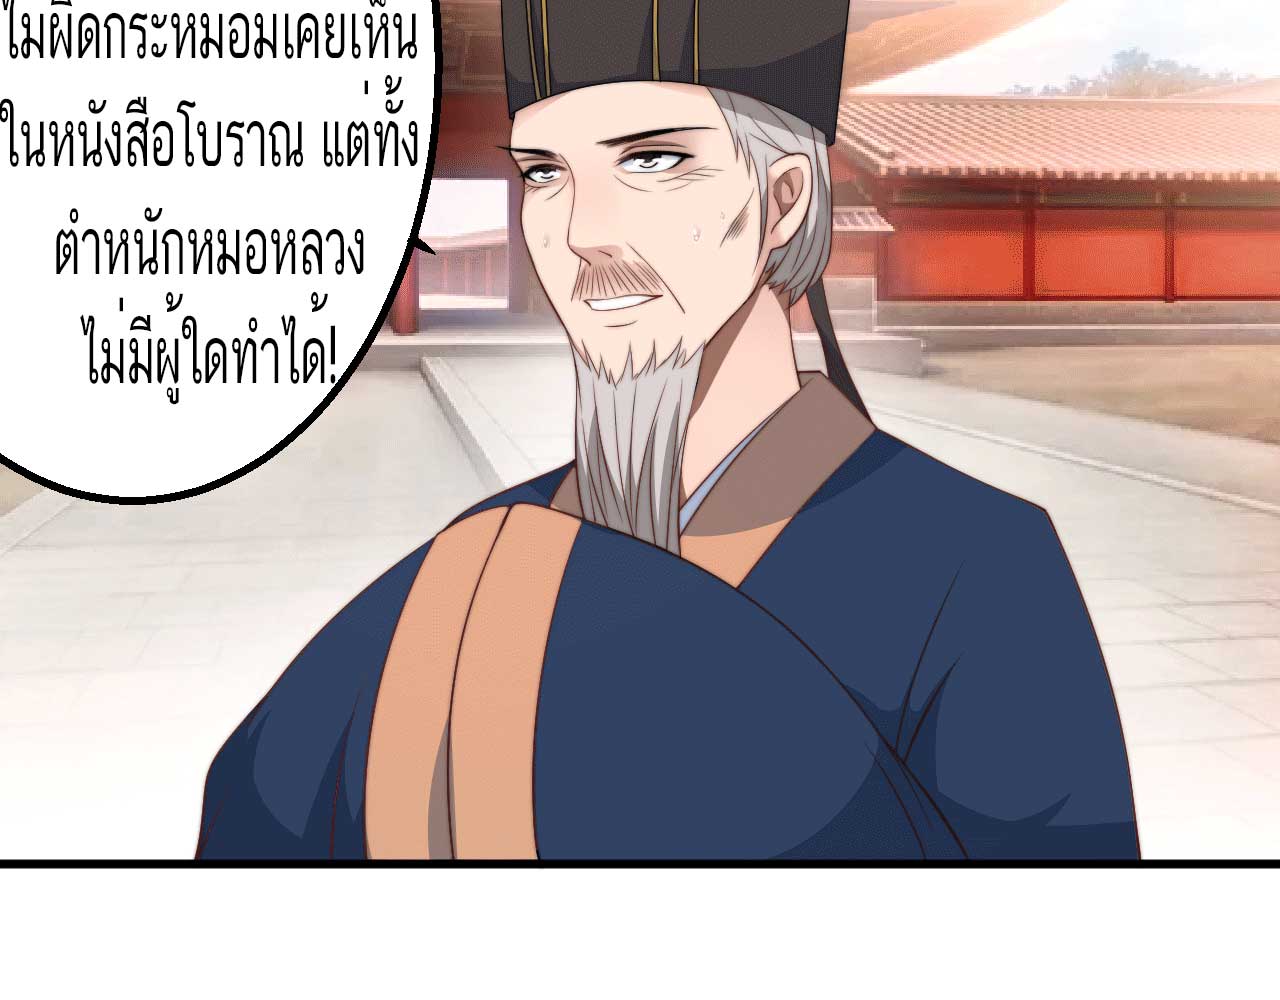 ไม่ผิดกระหม่อมเคยเห็น
ในหนังสือโบราณ แต่ทั้ง
ตำหนักหมอหลวง
ไม่มีผู้ใดทำได้!